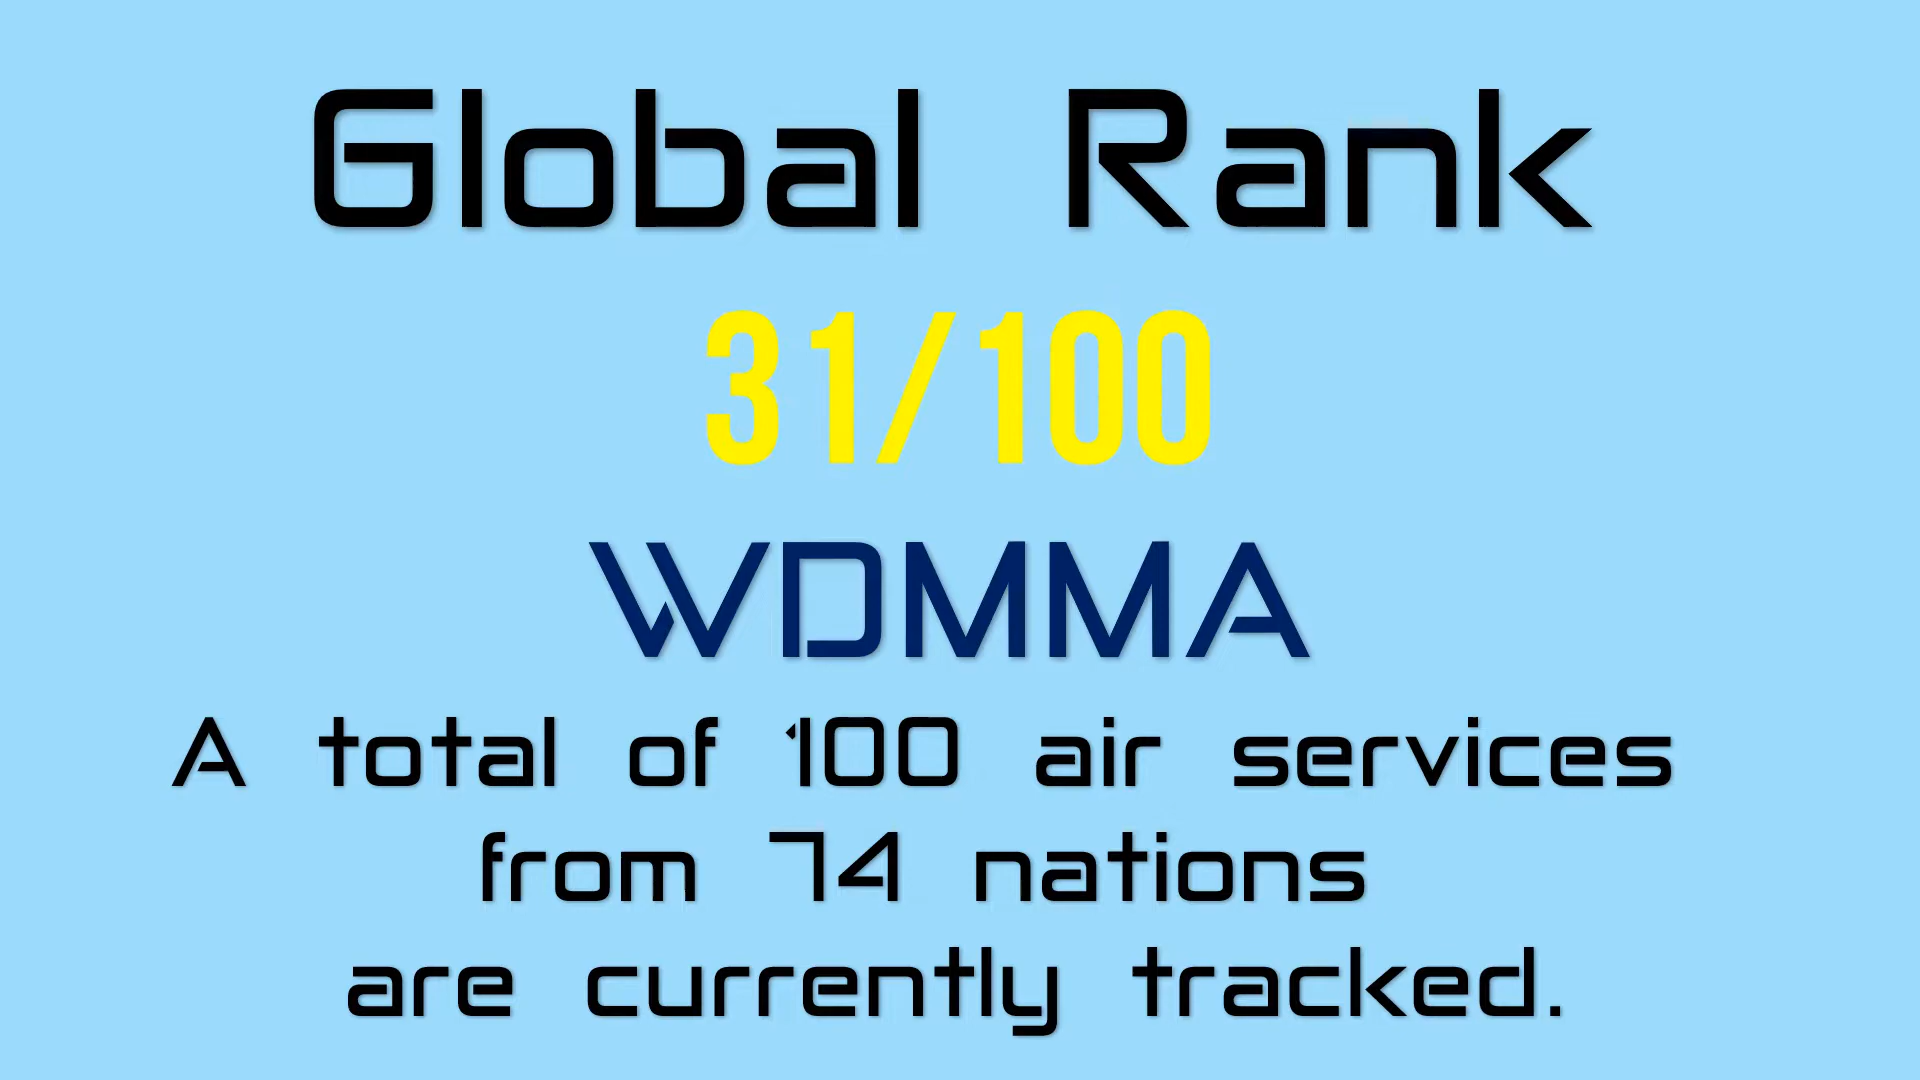 Global Rank
31/100
WDMMA
A total of 100 air services
from 74 nations
are currently tracked.